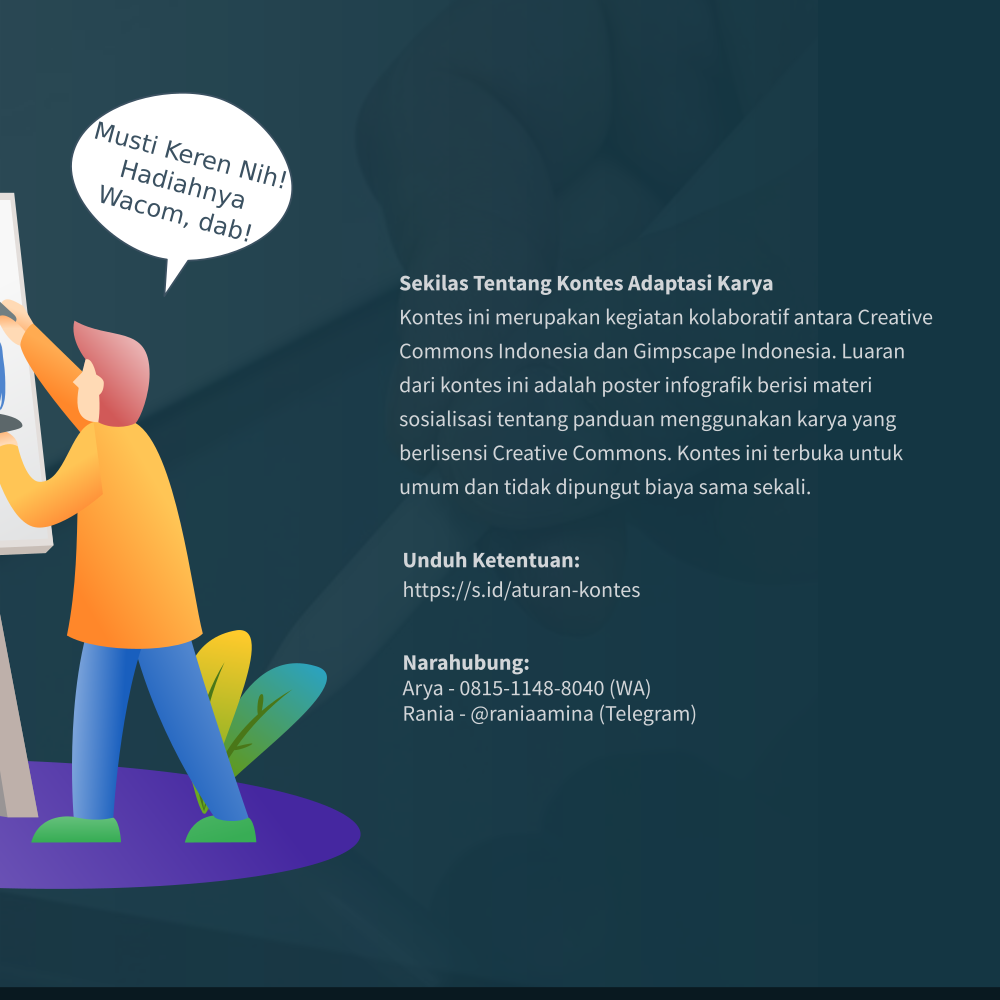 Musti Keren Nih!
Hadiahnya
Wacom, dab!
Sekilas Tentang Kontes Adaptasi Karya
Kontes ini merupakan kegiatan kolaboratif antara Creative
Commons Indonesia dan Gimpscape Indonesia. Luaran
dari kontes ini adalah poster infografik berisi materi
sosialisasi tentang panduan menggunakan karya yang
berlisensi Creative Commons. Kontes ini terbuka untuk
umum dan tidak dipungut biaya sama sekali.
Unduh Ketentuan:
https://s.id/aturan-kontes
Narahubung:
Arya - 0815-1148-8040 (WA)
Rania - @raniaamina (Telegram)